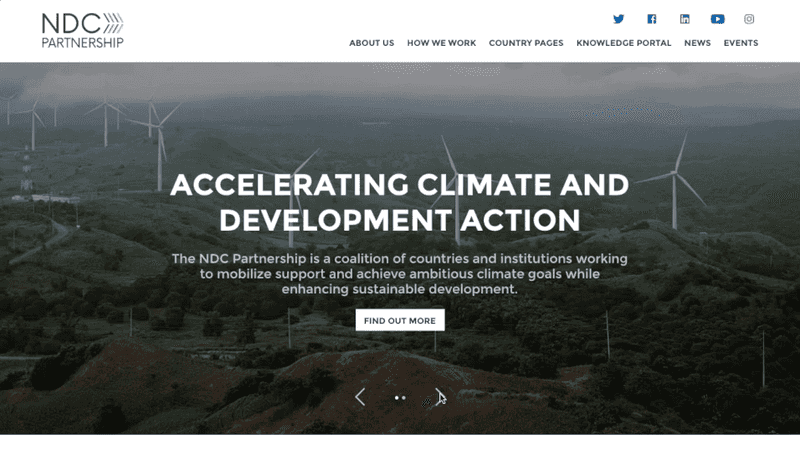 NDC
PARTNERSHIP
ABOUT US HOW WE WORK COUNTRY PAGES KNOWLEDGE PORTAL NEWS EVENTS
ACCELERATING CLIMATE AND
DEVELOPMENT ACTION
The NDC Partnership is a coalition of countries and institutions working
to mobilize support and achieve ambitious climate goals while
enhancing sustainable development.
FIND OUT MORE